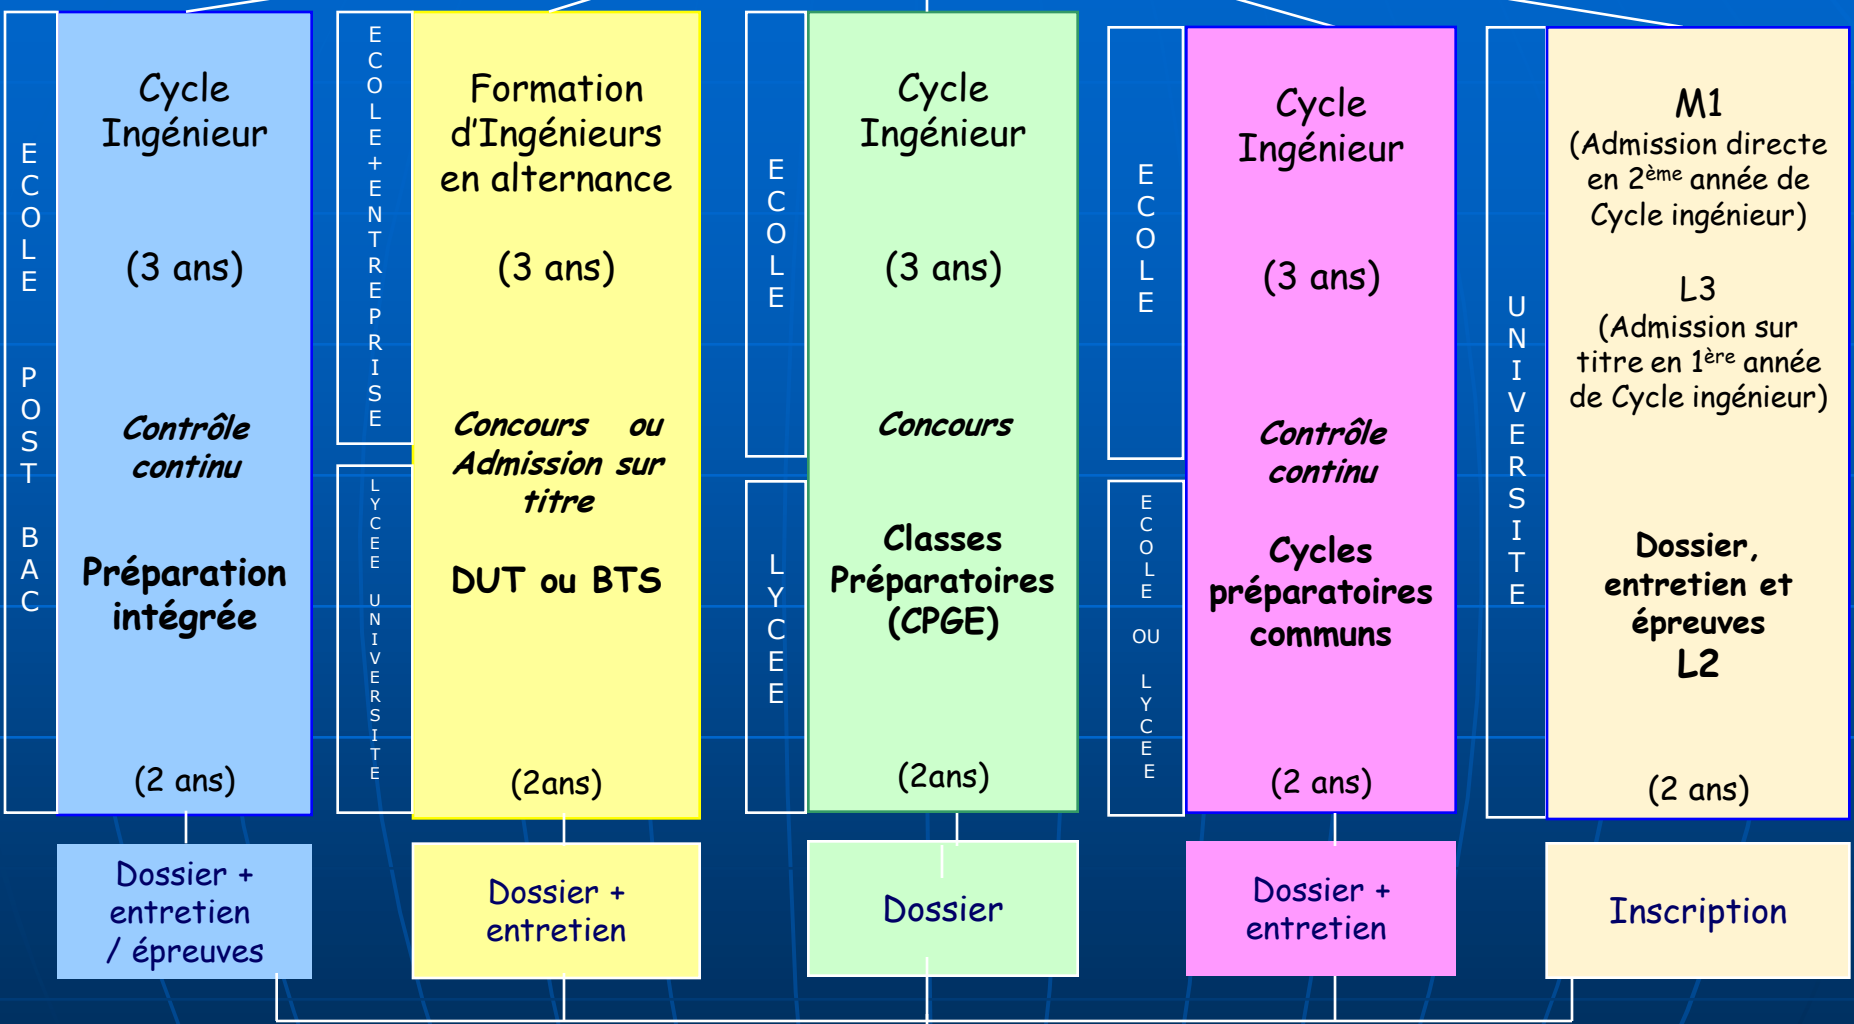 ECOLE POST BAC
Cycle
Ingénieur
(3 ans)
Contrôle
continu
Préparation
intégrée
(2 ans)
Dossier +
entretien
/ épreuves
ECOLE+ENTREPRISE
LYCEE UNIVERSITE
Formation
d'Ingénieurs
en alternance
(3 ans)
Concours ou
Admission sur
titre
DUT ou BTS
(2ans)
Dossier +
entretien
ECOLE
LYCEE
Cycle
Ingénieur
(3 ans)
Concours
Classes
Préparatoires
(CPGE)
(2ans)
Dossier
ECOLE
ECOLE OU LYCEE
Cycle
Ingénieur
(3 ans)
Contrôle
continu
Cycles
préparatoires
communs
(2 ans)
Dossier +
entretien
UNIVERSITE
M1
(Admission directe
en 2ème année de
Cycle ingénieur)
L3
(Admission sur
titre en 1ère année
de Cycle ingénieur)
Dossier,
entretien et
épreuves
L2
(2 ans)
Inscription